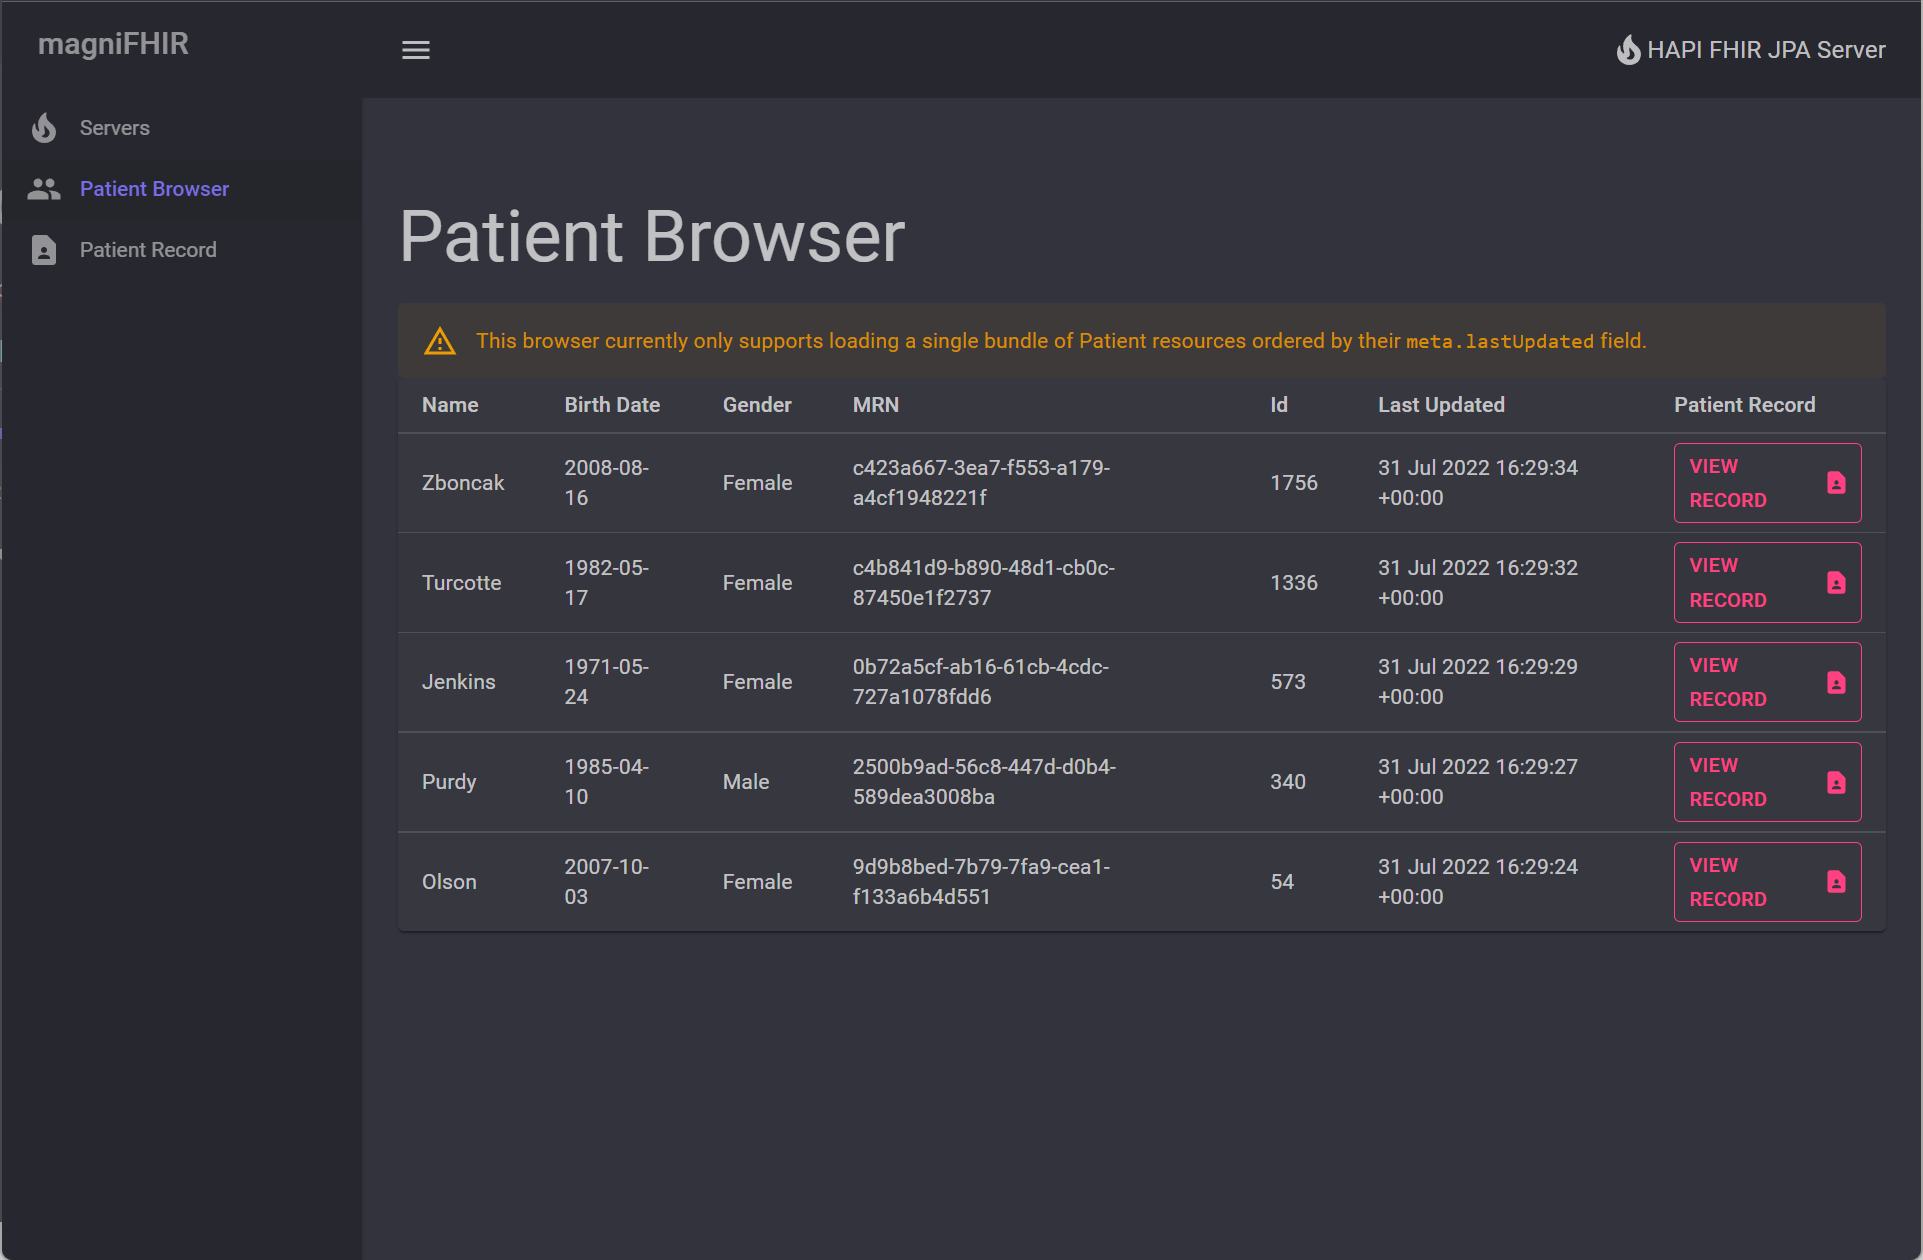 magniFHIR
HAPI FHIR JPA Server
Servers
Patient Browser
Patient Record
Patient Browser
This browser currently only supports loading a single bundle of Patient resources ordered by their meta.lastUpdated field.
Name Birth Date Gender MRN Id Last Updated Patient Record
Zboncak 2008-08-16 Female c423a667-3ea7-f553-a179-a4cf1948221f 1756 31 Jul 2022 16:29:34 +00:00 VIEW RECORD
Turcotte 1982-05-17 Female c4b841d9-b890-48d1-cb0c-87450e1f2737 1336 31 Jul 2022 16:29:32 +00:00 VIEW RECORD
Jenkins 1971-05-24 Female 0b72a5cf-ab16-61cb-4cdc-727a1078fdd6 573 31 Jul 2022 16:29:29 +00:00 VIEW RECORD
Purdy 1985-04-10 Male 2500b9ad-56c8-447d-d0b4-589dea3008ba 340 31 Jul 2022 16:29:27 +00:00 VIEW RECORD
Olson 2007-10-03 Female 9d9b8bed-7b79-7fa9-cea1-f133a6b4d551 54 31 Jul 2022 16:29:24 +00:00 VIEW RECORD